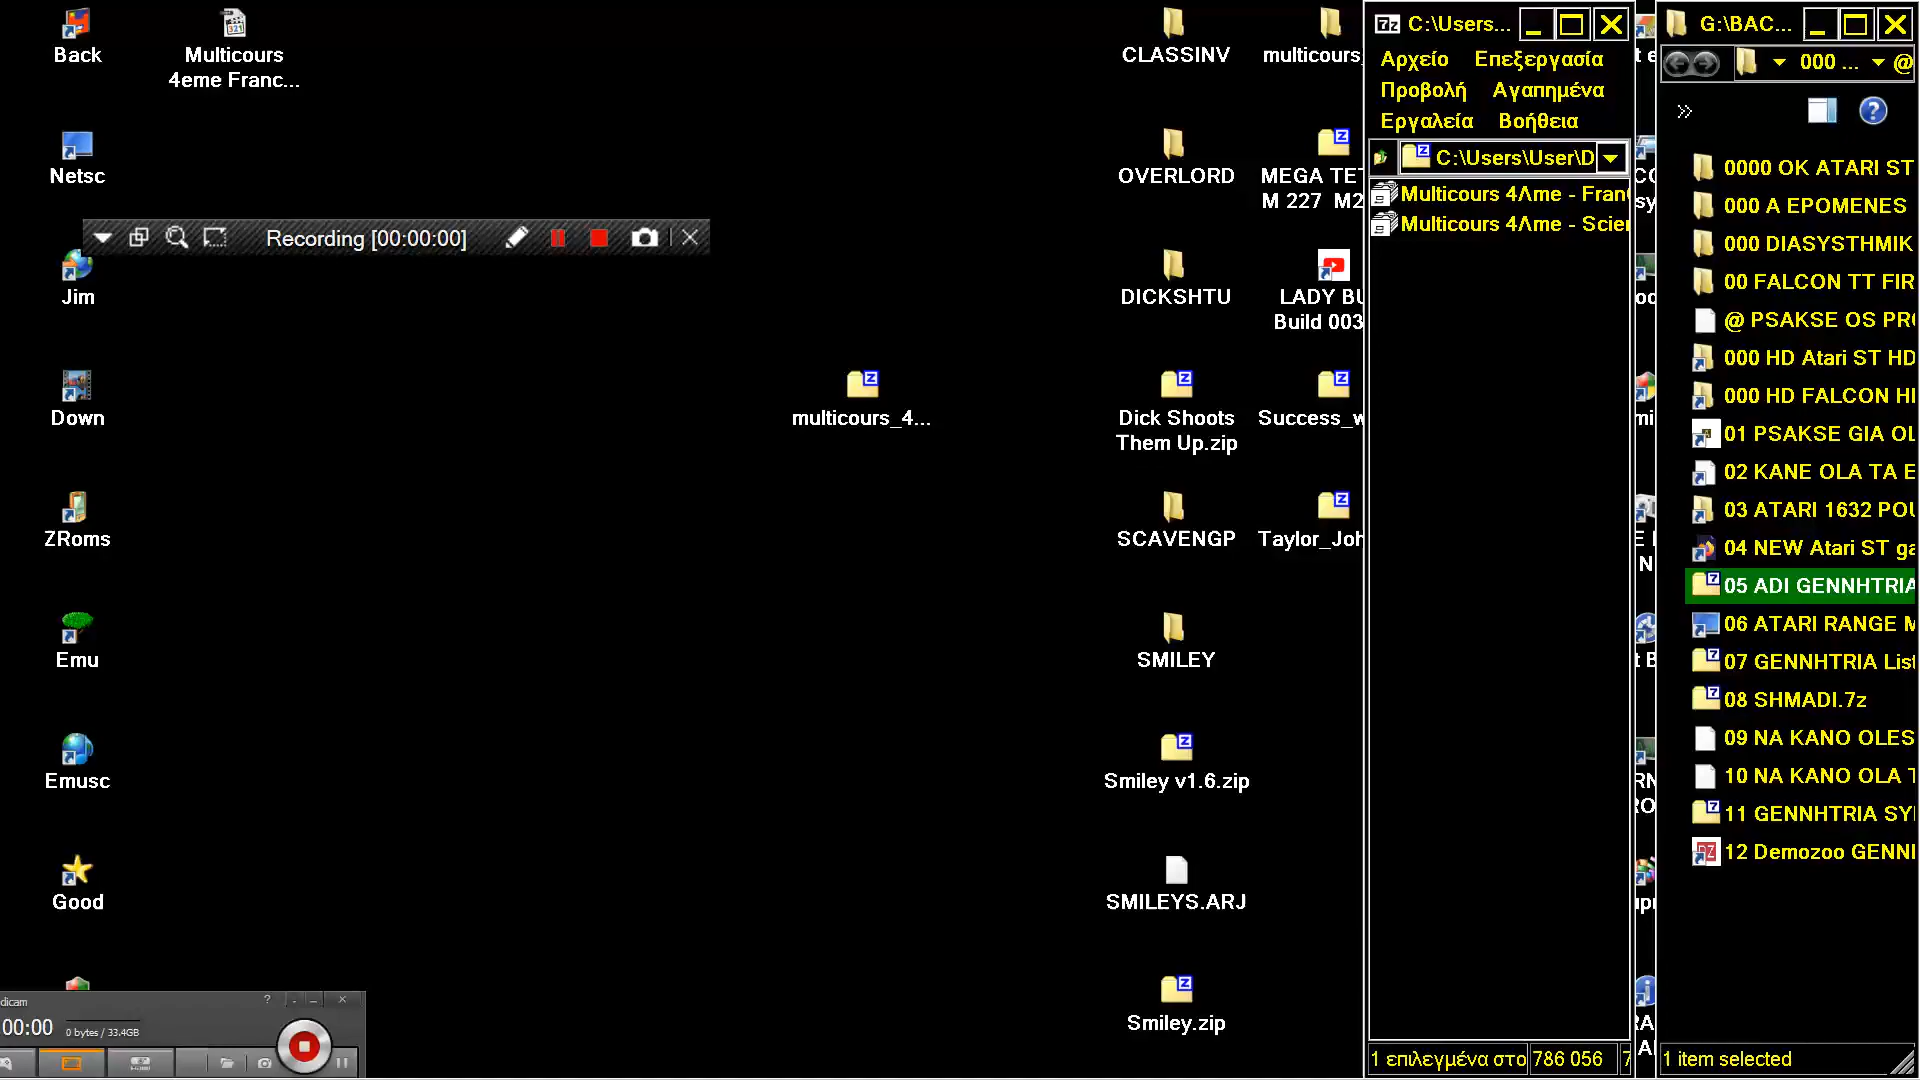 Back
Multicours
4eme Franc...
Netsc
Recording [00:00:00]
Jim
Down
multicours_4...
ZRoms
Emu
Emusc
Good
dicam
00:00
0 bytes / 33.4GB
CLASSINV
multicours_
OVERLORD
MEGA TET
M 227 M2
DICKSHTU
LADY BU
Build 003
Dick Shoots
Them Up.zip
Success_w
SCAVENGP
Taylor_Joh
SMILEY
Smiley v1.6.zip
SMILEYS.ARJ
Smiley.zip
7z C:\Users...
Αρχείο Επεξεργασία
Προβολή Αγαπημένα
Εργαλεία Βοήθεια
C:\Users\User\D
Multicours 4Λme - Fran
Multicours 4Λme - Scien
1 επιλεγμένα στο 786 056 7
G:\BAC...
000 ... @
0000 OK ATARI ST
000 A EPOMENES
000 DIASYSTHMIK
00 FALCON TT FIR
@ PSAKSE OS PR
000 HD Atari ST HD
000 HD FALCON H
01 PSAKSE GIA OL
02 KANE OLA TA E
03 ATARI 1632 POU
04 NEW Atari ST ga
05 ADI GENNHTRIA
06 ATARI RANGE M
07 GENNHTRIA List
08 SHMADI.7z
09 NA KANO OLES
10 NA KANO OLA T
11 GENNHTRIA SY
12 Demozoo GENN
1 item selected